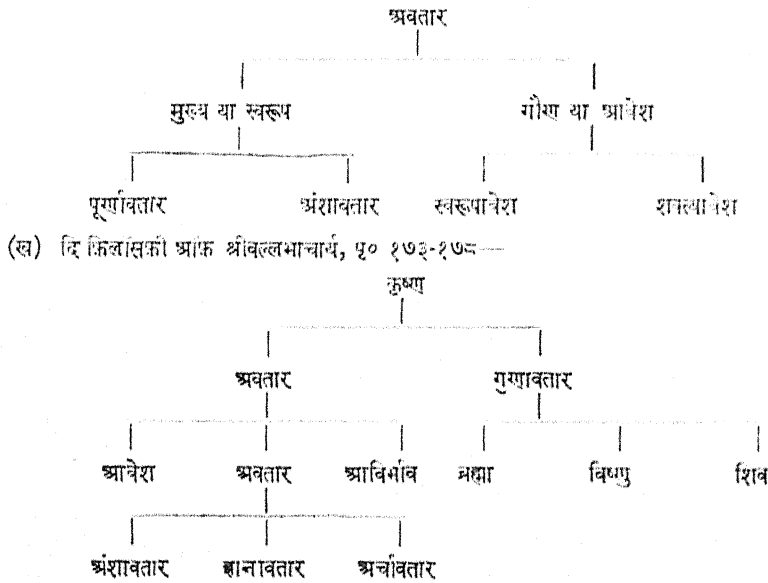 अवतार
मुख्य या स्वरूप गौण या आवेश
पूर्णावतार अंशावतार स्वरूपावेश शक्त्यावेश
(ख) दि फ़िलॉसफ़ी ऑफ़ श्रीवल्लभाचार्य, पृ० १७३-१७८—
कृष्ण
अवतार गुणावतार
आवेश अवतार आविर्भाव ब्रह्मा विष्णु शिव
अंशावतार ज्ञानावतार अर्चावतार